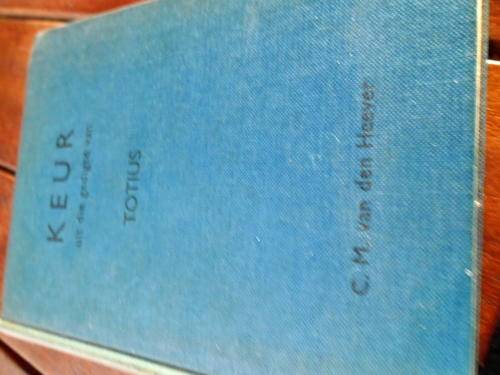 KEUR
uit die gedigte van
TOTIUS
C. M. van den Heever